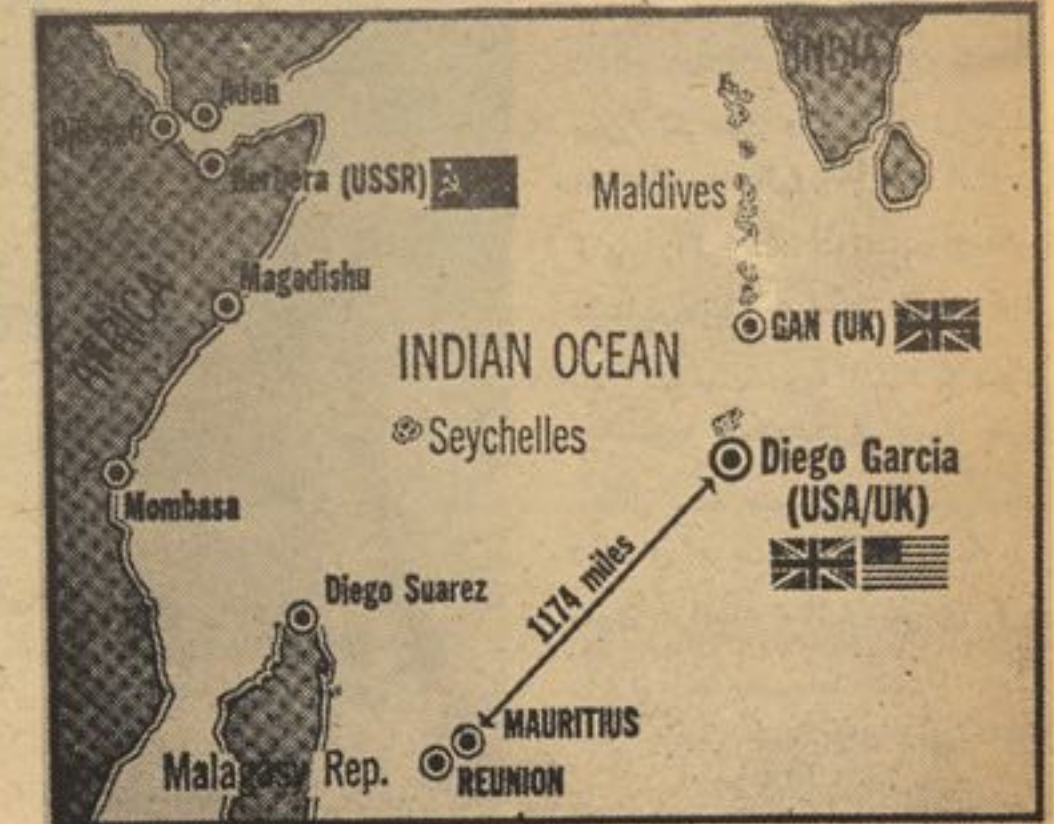 INDIA
Aden
Djibouti
Berbera (USSR)
Maldives
Magadishu
GAN (UK)
AFRICA
INDIAN OCEAN
Seychelles
Diego Garcia
(USA/UK)
Mombasa
1174 miles
Diego Suarez
MAURITIUS
Malagasy Rep.
REUNION